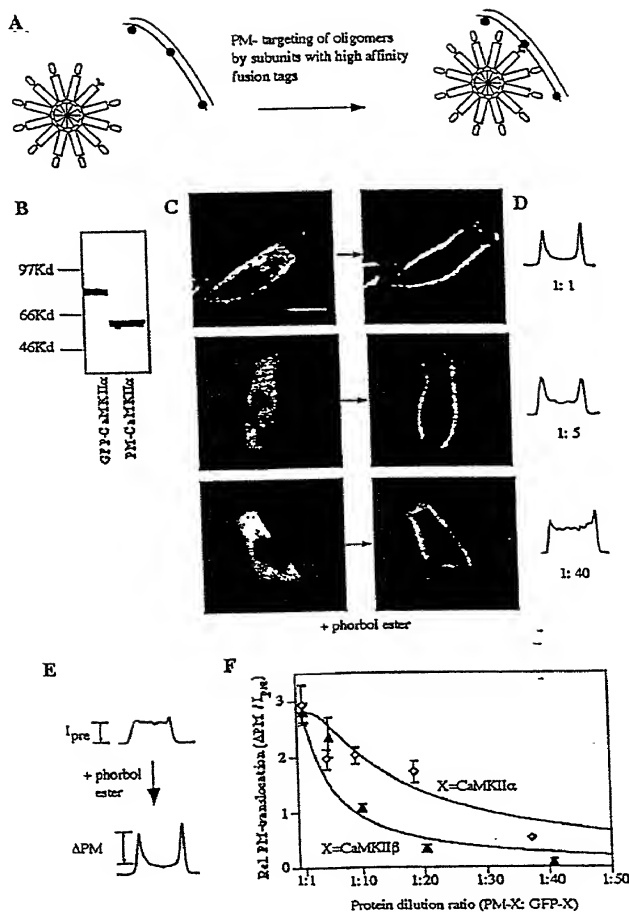 A
PM- targeting of oligomers
by subunits with high affinity
fusion tags
B
97Kd
66Kd
46Kd
GFP-CaMKIIα
PM-CaMKIIα
C
D
1: 1
1: 5
1: 40
+ phorbol ester
E
Ipre
+ phorbol
ester
ΔPM
F
Rel PM-translocation (ΔPM / Ipre)
3
2
1
0
X=CaMKIIα
X=CaMKIIβ
1:1 1:10 1:20 1:30 1:40 1:50
Protein dilution ratio (PM-X: GFP-X)